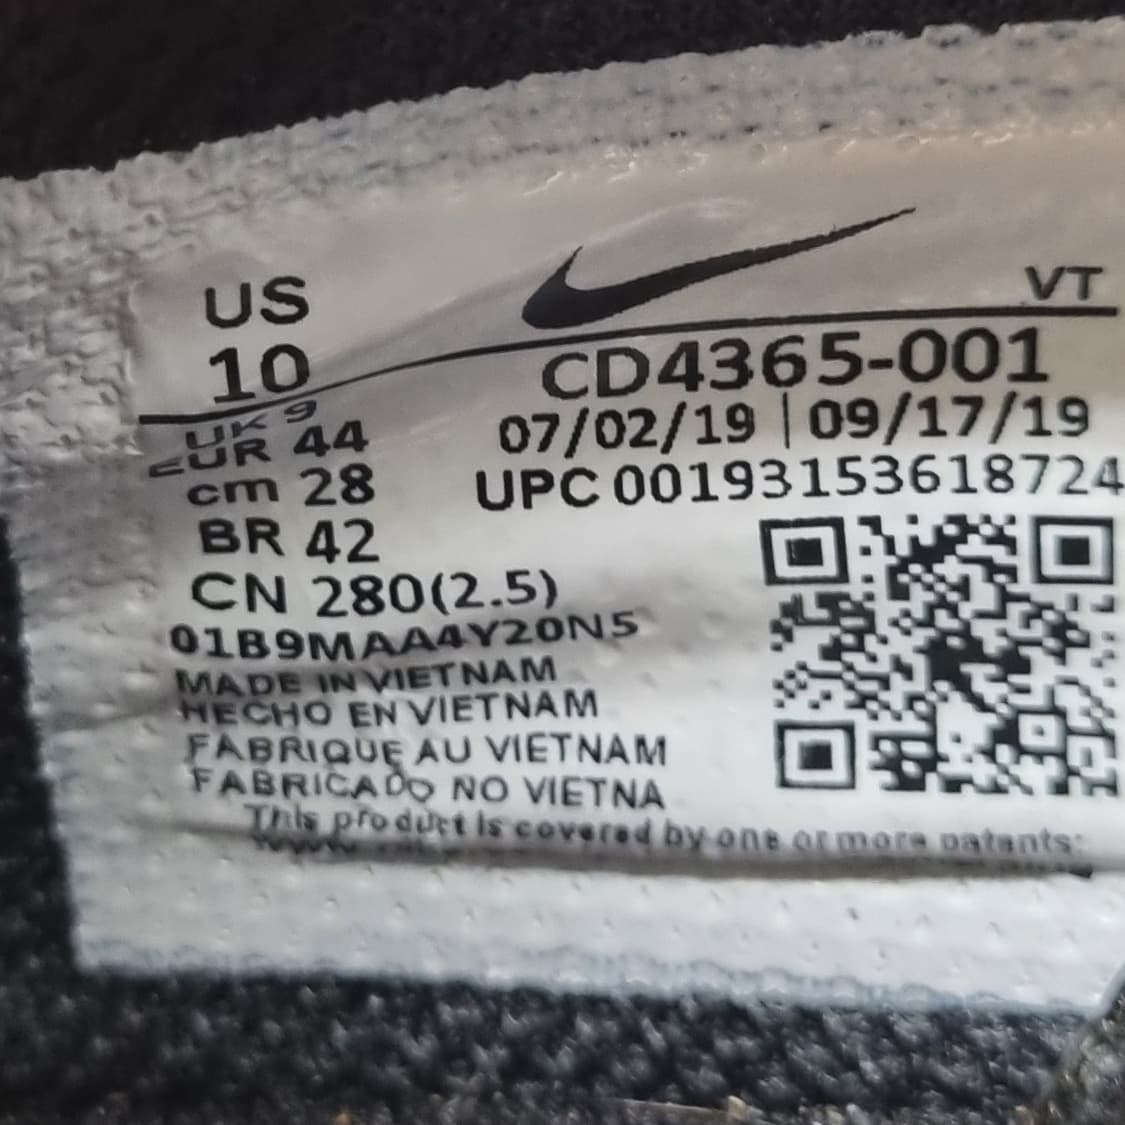 US
10
UK 9
EUR 44
cm 28
BR 42
CN 280(2.5)
VT
CD4365-001
07/02/19 | 09/17/19
UPC 00193153618724
01B9MAA4Y20N5
MADE IN VIETNAM
HECHO EN VIETNAM
FABRIQUÉ AU VIETNAM
FABRICADO NO VIETNA
This product is covered by one or more patents: